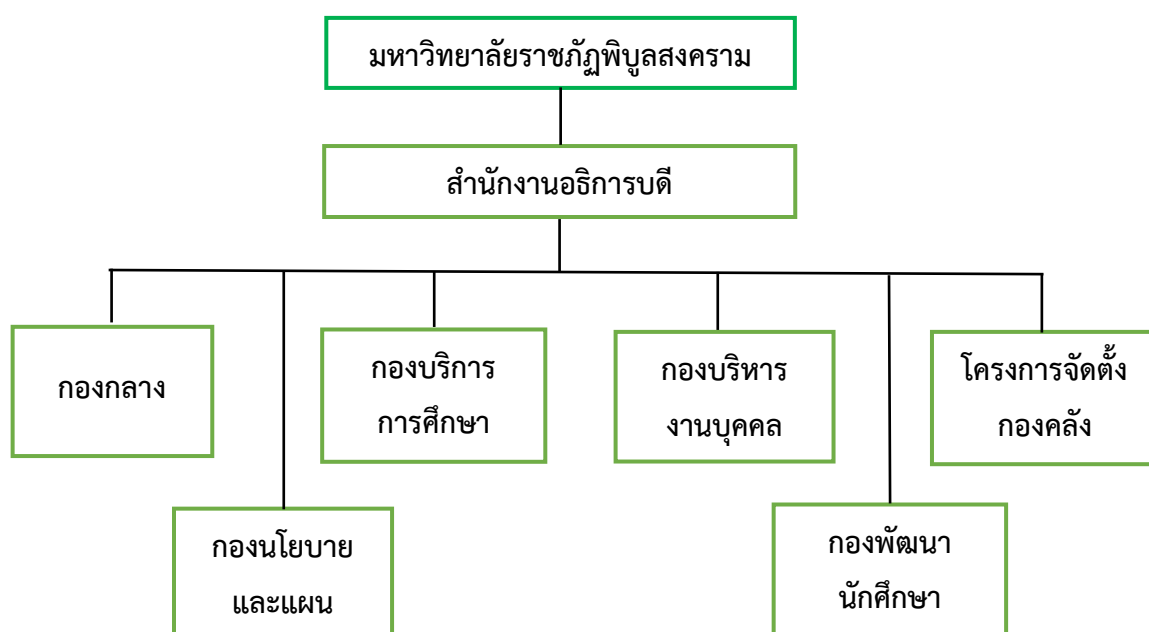 มหาวิทยาลัยราชภัฏพิบูลสงคราม
สำนักงานอธิการบดี
กองกลาง
กองบริการ
การศึกษา
กองบริหาร
งานบุคคล
โครงการจัดตั้ง
กองคลัง
กองนโยบาย
และแผน
กองพัฒนา
นักศึกษา